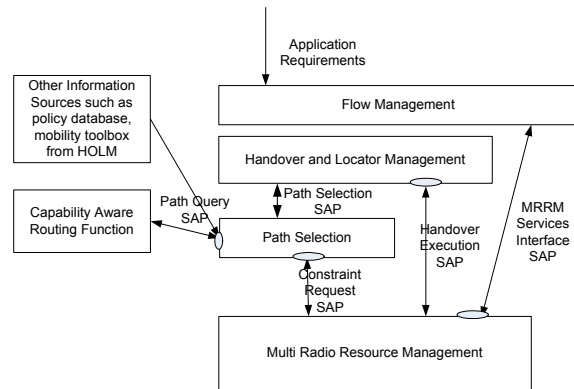 Application
Requirements
Other Information
Sources such as
policy database,
mobility toolbox
from HOLM
Flow Management
Handover and Locator Management
Path Selection
SAP
Path Query
SAP
Capability Aware
Routing Function
Path Selection
Handover
Execution
SAP
MRRM
Services
Interface
SAP
Constraint
Request
SAP
Multi Radio Resource Management